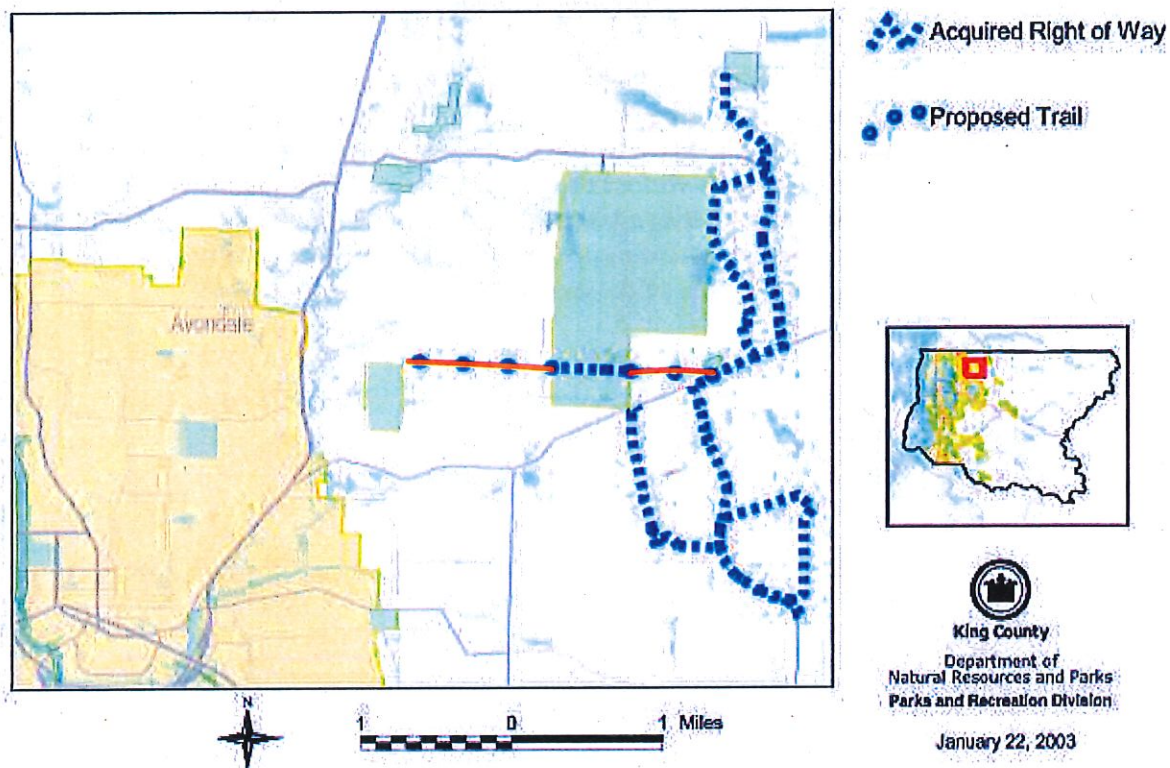 Acquired Right of Way
Proposed Trail
Avondale
King County
Department of
Natural Resources and Parks
Parks and Recreation Division
January 22, 2003
N
1 0 1 Miles